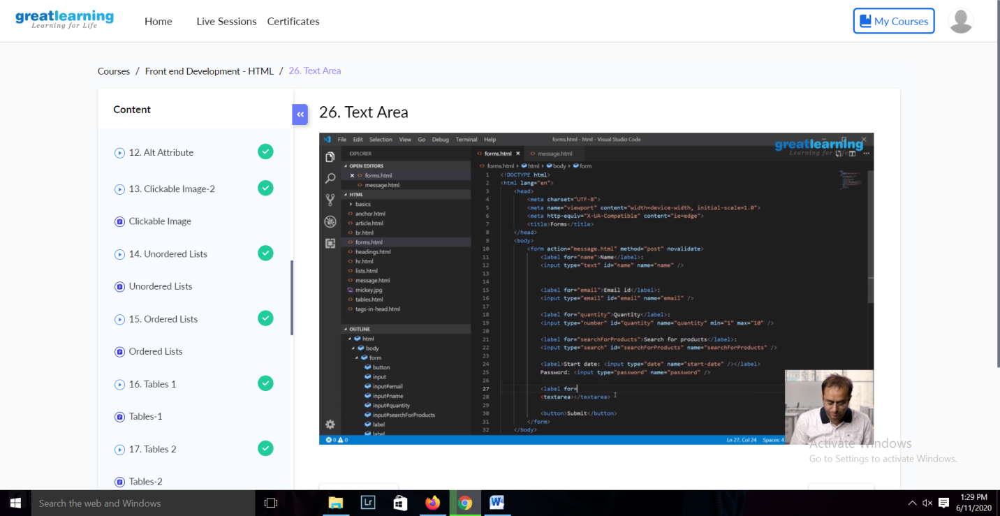 greatlearning
Learning for Life
Home
Live Sessions
Certificates
My Courses
Courses / Front end Development - HTML / 26. Text Area
Content
12. Alt Attribute
13. Clickable Image-2
Clickable Image
14. Unordered Lists
Unordered Lists
15. Ordered Lists
Ordered Lists
16. Tables 1
Tables-1
17. Tables 2
Tables-2
26. Text Area
File Edit Selection View Go Debug Terminal Help
forms.html - html - Visual Studio Code
greatlearning
Learning for Life
EXPLORER
OPEN EDITORS
forms.html
message.html
HTML
basics
anchor.html
article.html
br.html
forms.html
headings.html
hr.html
lists.html
message.html
mickey.jpg
tables.html
tags-in-head.html
OUTLINE
html
body
form
button
input
input#email
input#name
input#quantity
input#searchForProducts
label
label
forms.html message.html
forms.html html body form
1 <!DOCTYPE html>
2 <html lang="en">
3 <head>
4 <meta charset="UTF-8">
5 <meta name="viewport" content="width=device-width, initial-scale=1.0">
6 <meta http-equiv="X-UA-Compatible" content="ie=edge">
7 <title>Forms</title>
8 </head>
9 <body>
10 <form action="message.html" method="post" novalidate>
11 <label for="name">Name</label>:
12 <input type="text" id="name" name="name" />
13
14
15 <label for="email">Email id</label>:
16 <input type="email" id="email" name="email" />
17
18 <label for="quantity">Quantity</label>:
19 <input type="number" id="quantity" name="quantity" min="1" max="10" />
20
21 <label for="searchForProducts">Search for products</label>:
22 <input type="search" id="searchForProducts" name="searchForProducts" />
23
24 <label>Start date: <input type="date" name="start-date" /></label>
25 Password: <input type="password" name="password" />
26
27 <label for=
28 <textarea></textarea>
29
30 <button>Submit</button>
31 </form>
32 </body>
0 0
Ln 27, Col 24 Spaces: 4
Activate Windows
Go to Settings to activate Windows.
Search the web and Windows
Lr
W
1:29 PM
6/11/2020